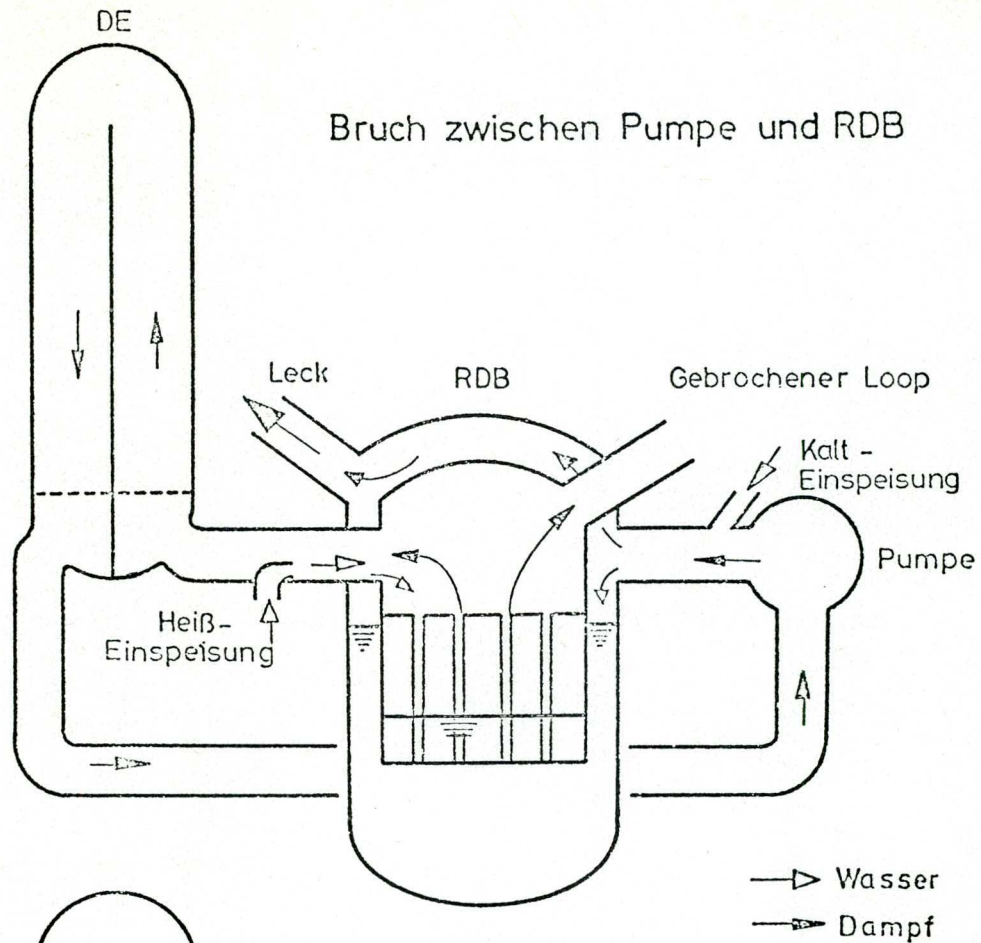 DE
Bruch zwischen Pumpe und RDB
Leck
RDB
Gebrochener Loop
Kalt -
Einspeisung
Pumpe
Heiß-
Einspeisung
Wasser
Dampf